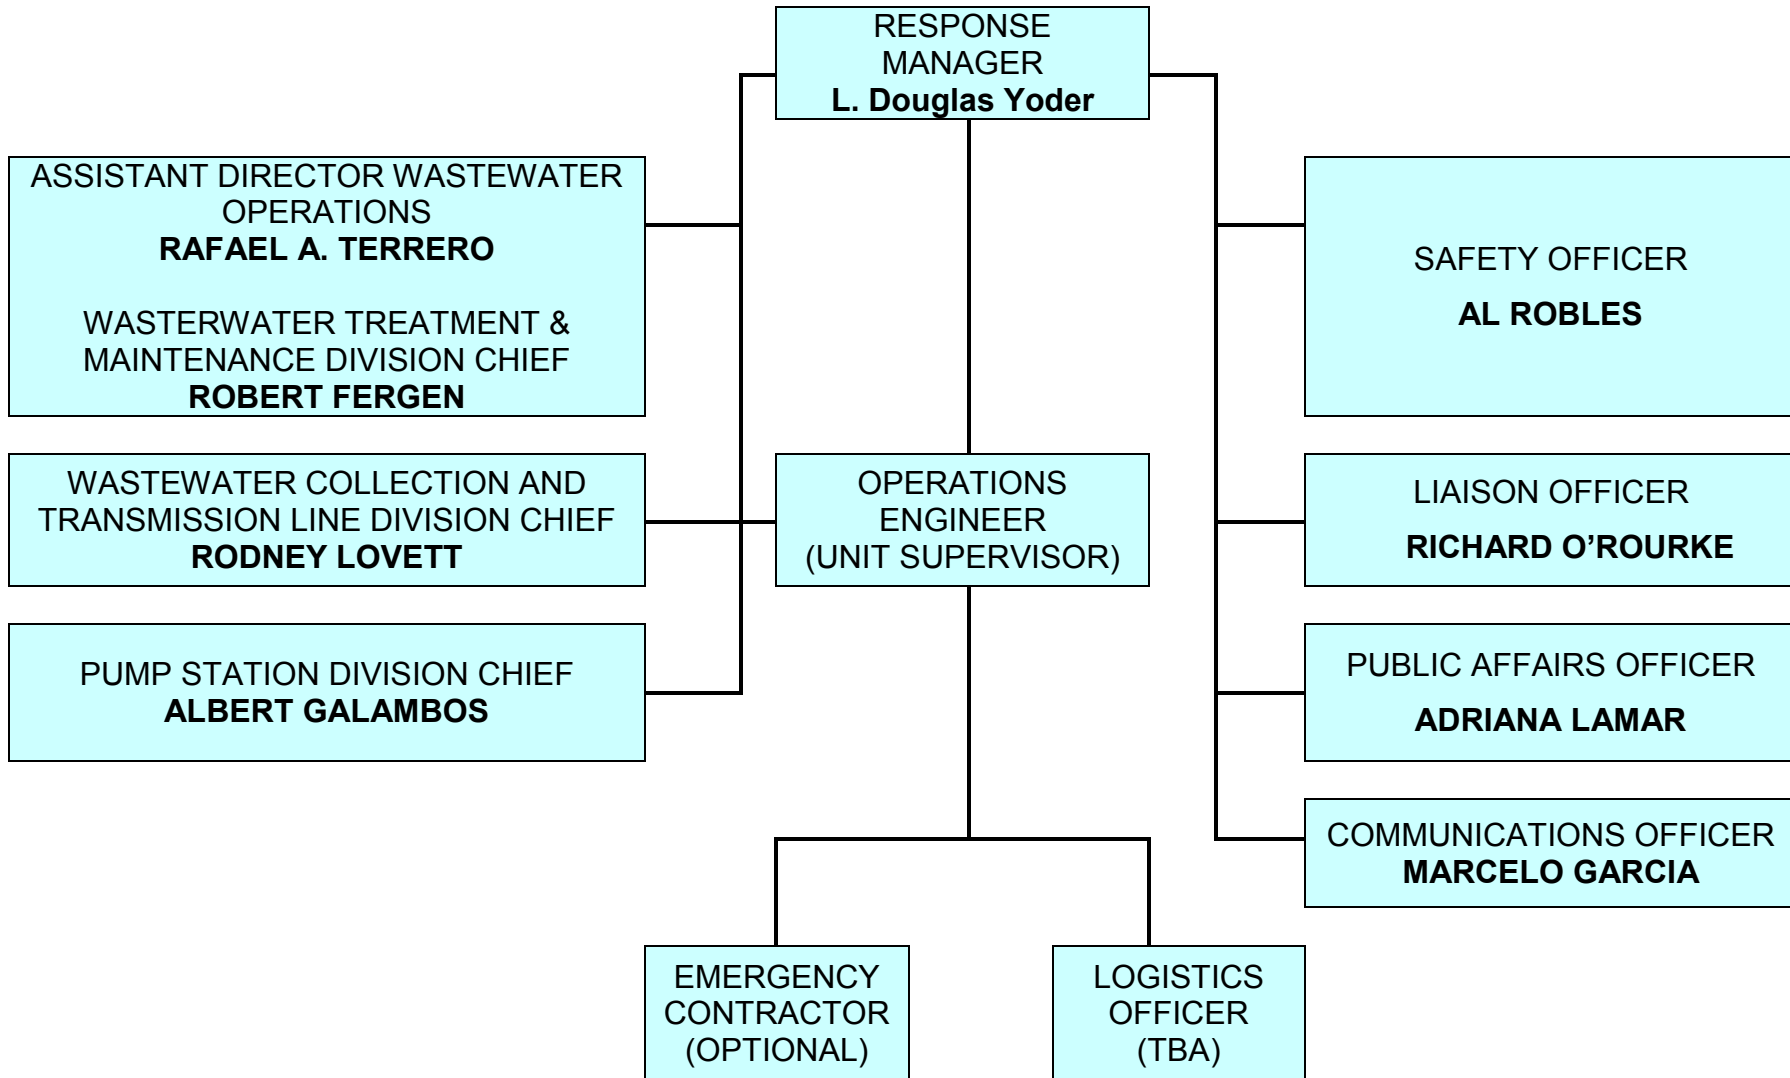 RESPONSE
MANAGER
L. Douglas Yoder
ASSISTANT DIRECTOR WASTEWATER
OPERATIONS
RAFAEL A. TERRERO
WASTERWATER TREATMENT &
MAINTENANCE DIVISION CHIEF
ROBERT FERGEN
SAFETY OFFICER
AL ROBLES
WASTEWATER COLLECTION AND
TRANSMISSION LINE DIVISION CHIEF
RODNEY LOVETT
OPERATIONS
ENGINEER
(UNIT SUPERVISOR)
LIAISON OFFICER
RICHARD O’ROURKE
PUMP STATION DIVISION CHIEF
ALBERT GALAMBOS
PUBLIC AFFAIRS OFFICER
ADRIANA LAMAR
COMMUNICATIONS OFFICER
MARCELO GARCIA
EMERGENCY
CONTRACTOR
(OPTIONAL)
LOGISTICS
OFFICER
(TBA)